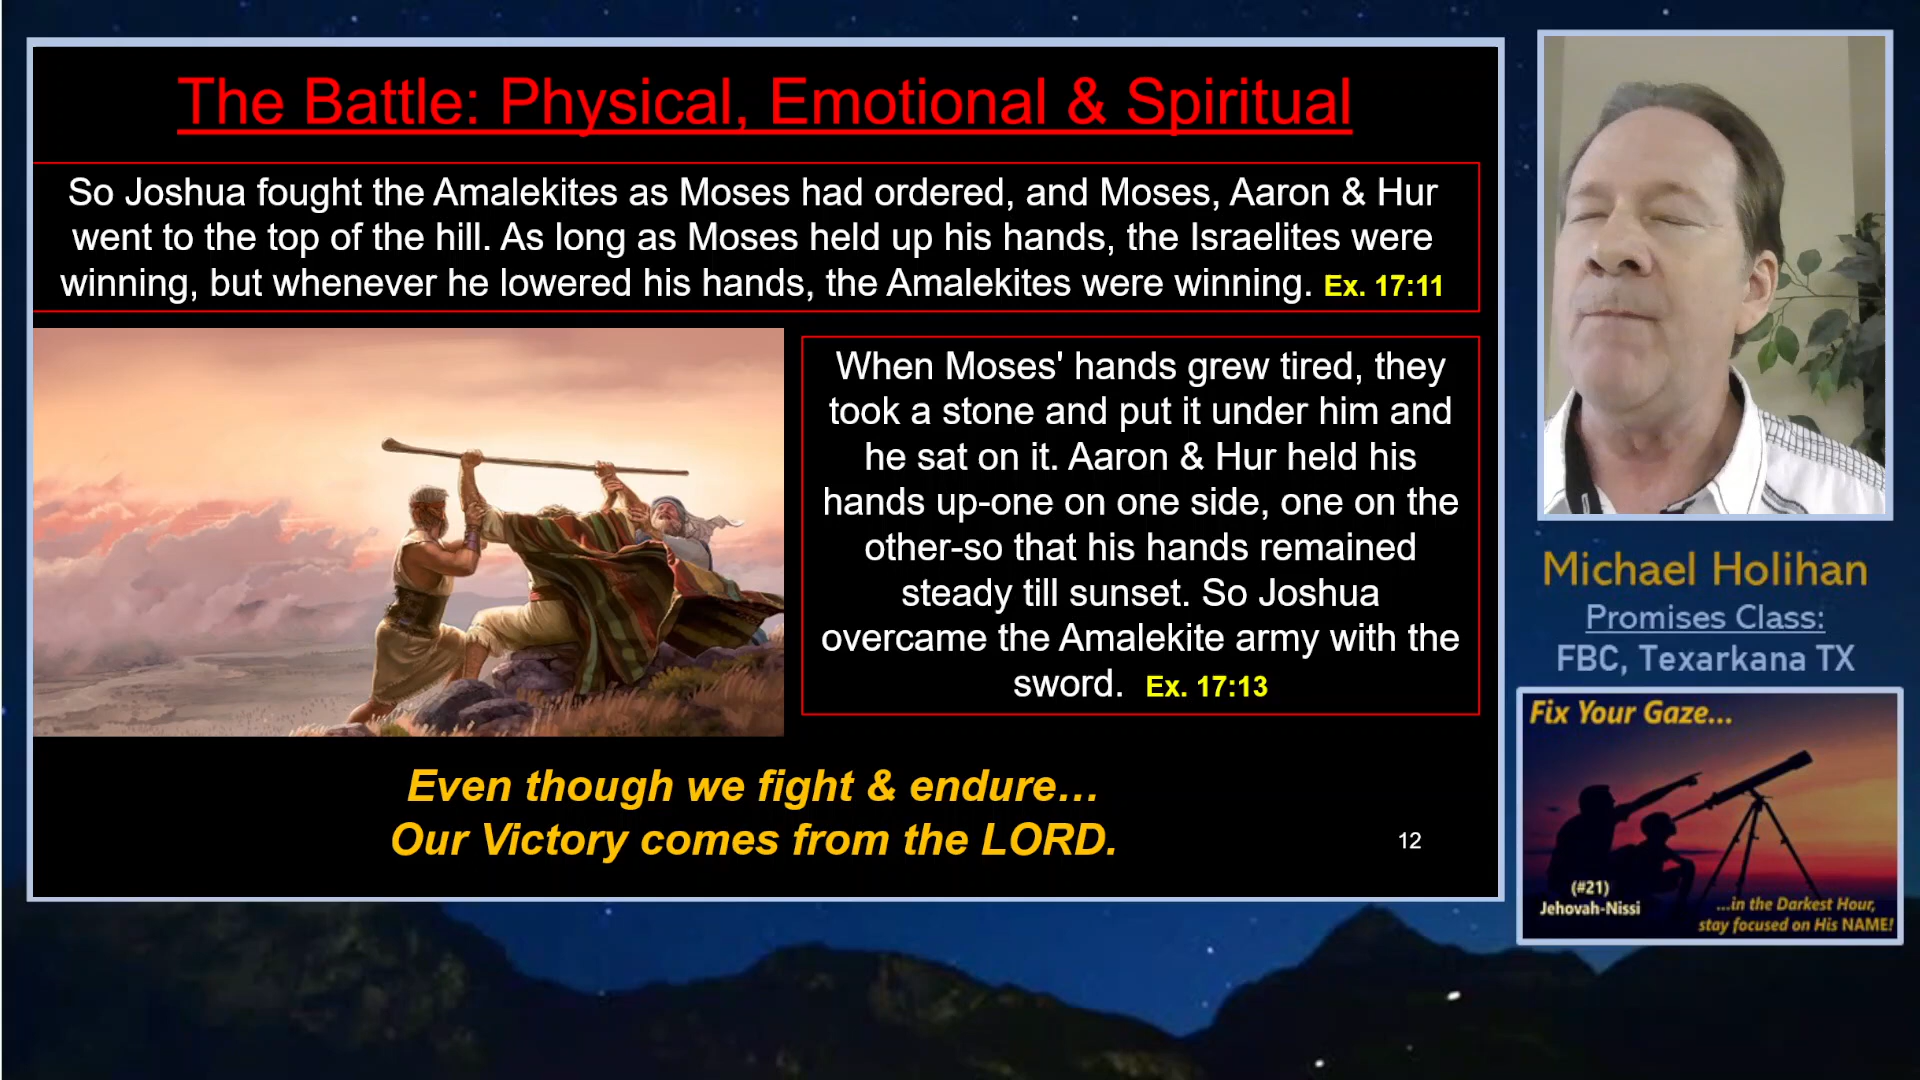 The Battle: Physical, Emotional & Spiritual
So Joshua fought the Amalekites as Moses had ordered, and Moses, Aaron & Hur
went to the top of the hill. As long as Moses held up his hands, the Israelites were
winning, but whenever he lowered his hands, the Amalekites were winning. Ex. 17:11
When Moses' hands grew tired, they
took a stone and put it under him and
he sat on it. Aaron & Hur held his
hands up-one on one side, one on the
other-so that his hands remained
steady till sunset. So Joshua
overcame the Amalekite army with the
sword. Ex. 17:13
Even though we fight & endure…
Our Victory comes from the LORD.
12
Michael Holihan
Promises Class:
FBC, Texarkana TX
Fix Your Gaze...
(#21)
Jehovah-Nissi
...in the Darkest Hour,
stay focused on His NAME!